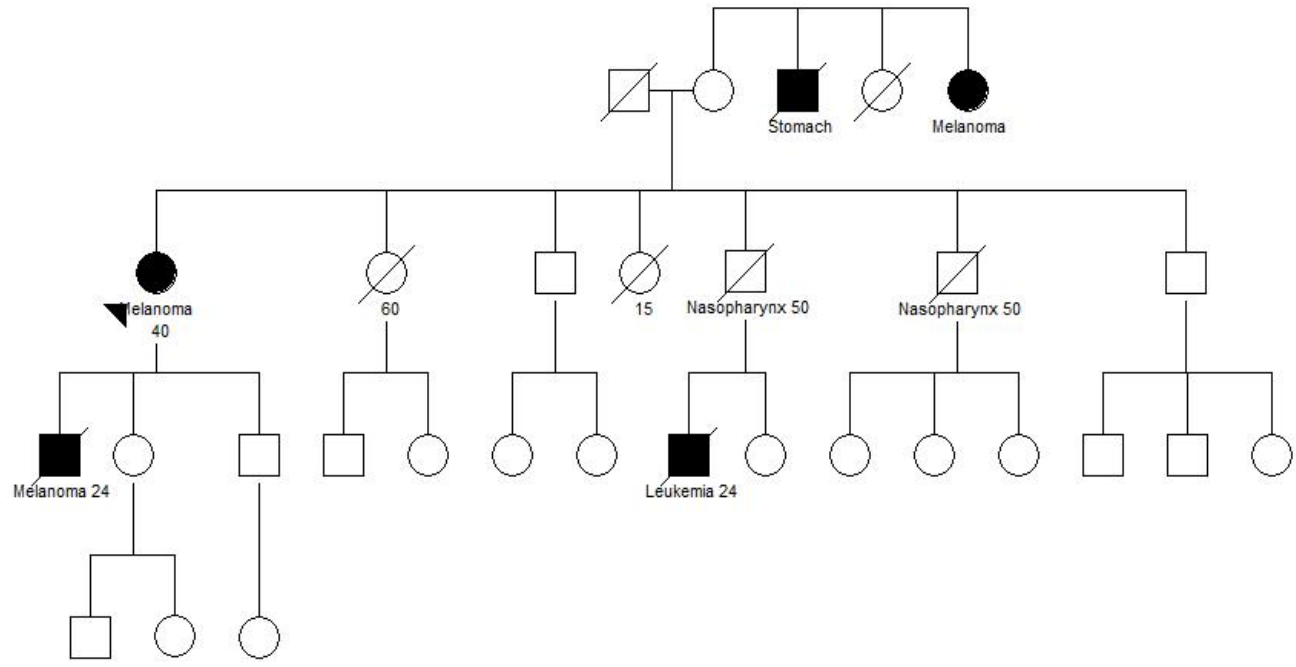 Stomach
Melanoma
Melanoma
40
60
15
Nasopharynx 50
Nasopharynx 50
Melanoma 24
Leukemia 24